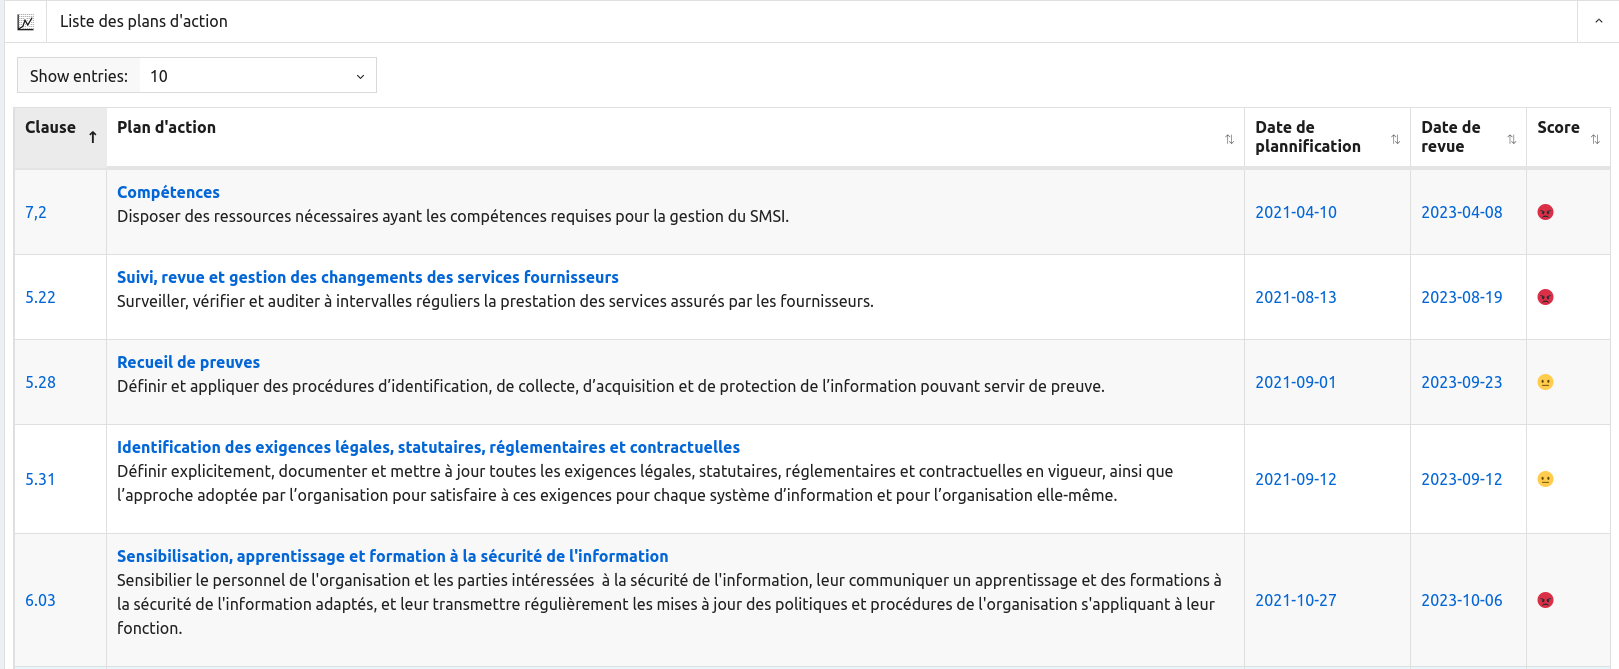 Liste des plans d'action
Show entries: 10
Clause
Plan d'action
Date de
plannification
Date de
revue
Score
7,2
Compétences
Disposer des ressources nécessaires ayant les compétences requises pour la gestion du SMSI.
2021-04-10
2023-04-08
5.22
Suivi, revue et gestion des changements des services fournisseurs
Surveiller, vérifier et auditer à intervalles réguliers la prestation des services assurés par les fournisseurs.
2021-08-13
2023-08-19
5.28
Recueil de preuves
Définir et appliquer des procédures d’identification, de collecte, d’acquisition et de protection de l’information pouvant servir de preuve.
2021-09-01
2023-09-23
5.31
Identification des exigences légales, statutaires, réglementaires et contractuelles
Définir explicitement, documenter et mettre à jour toutes les exigences légales, statutaires, réglementaires et contractuelles en vigueur, ainsi que
l’approche adoptée par l’organisation pour satisfaire à ces exigences pour chaque système d’information et pour l’organisation elle-même.
2021-09-12
2023-09-12
6.03
Sensibilisation, apprentissage et formation à la sécurité de l'information
Sensibilier le personnel de l'organisation et les parties intéressées  à la sécurité de l'information, leur communiquer un apprentissage et des formations à
la sécurité de l'information adaptés, et leur transmettre régulièrement les mises à jour des politiques et procédures de l'organisation s'appliquant à leur
fonction.
2021-10-27
2023-10-06